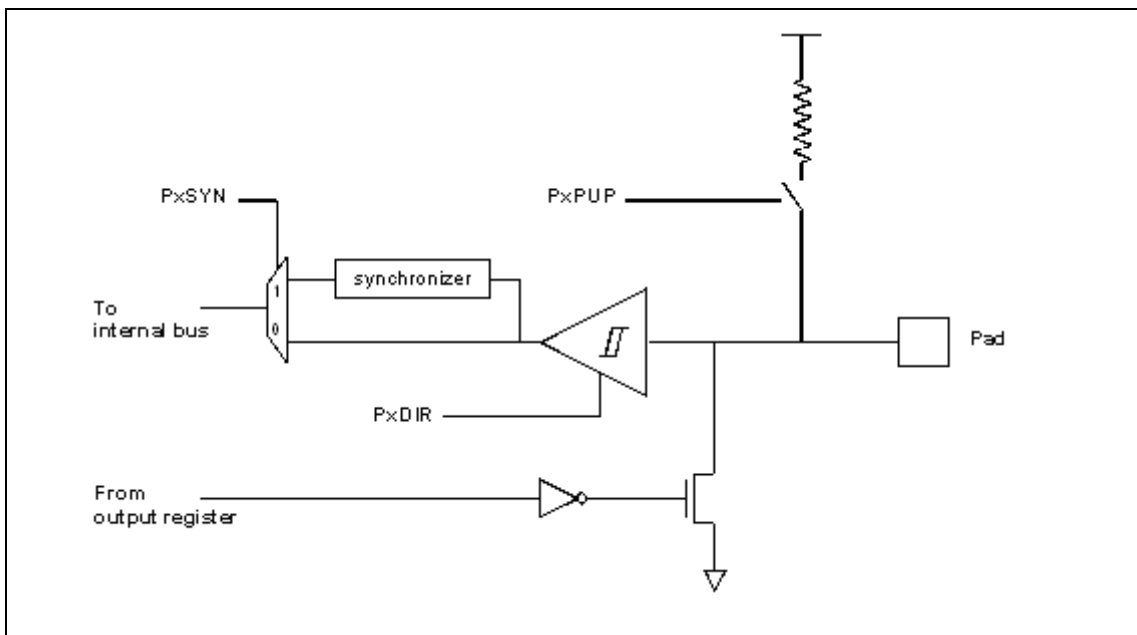 PxSYN
PxPUP
synchronizer
1
0
To
internal bus
Pad
PxDIR
From
output register